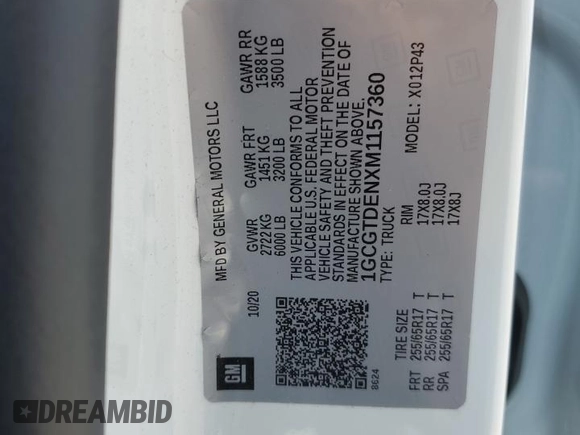 MFD BY GENERAL MOTORS LLC
10/20 GVWR GAWR FRT GAWR RR
2722 KG 1451 KG 1588 KG
6000 LB 3200 LB 3500 LB
THIS VEHICLE CONFORMS TO ALL
APPLICABLE U.S. FEDERAL MOTOR
VEHICLE SAFETY AND THEFT PREVENTION
STANDARDS IN EFFECT ON THE DATE OF
MANUFACTURE SHOWN ABOVE.
1GCGTDENXM1157360
TYPE: TRUCK MODEL: X012P43
GM
8624
TIRE SIZE RIM
FRT 255/65R17 T 17X8.0J
RR 255/65R17 T 17X8.0J
SPA 255/65R17 T 17X8J
DREAMBID